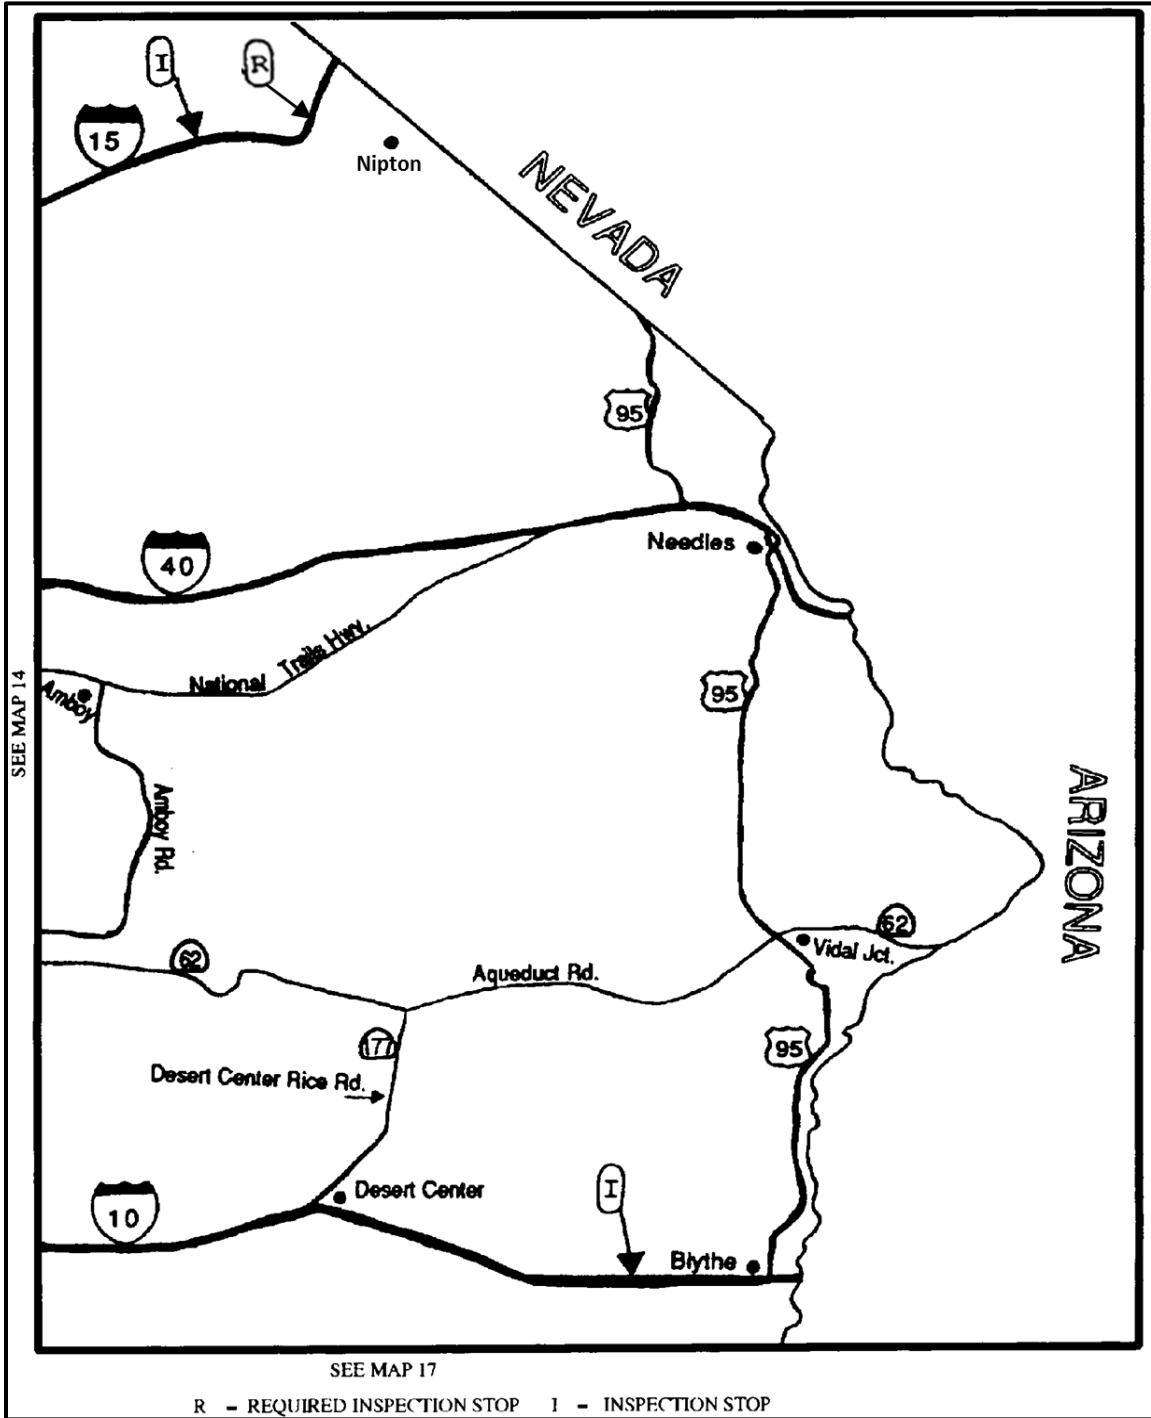 I
R
15
Nipton
NEVADA
95
Needles
40
National Trails Hwy.
SEE MAP 14
Amboy
95
ARIZONA
Amboy Rd.
62
62
Vidal Jct.
Aqueduct Rd.
177
95
Desert Center Rice Rd.
I
Desert Center
10
Blythe
SEE MAP 17
R – REQUIRED INSPECTION STOP I – INSPECTION STOP